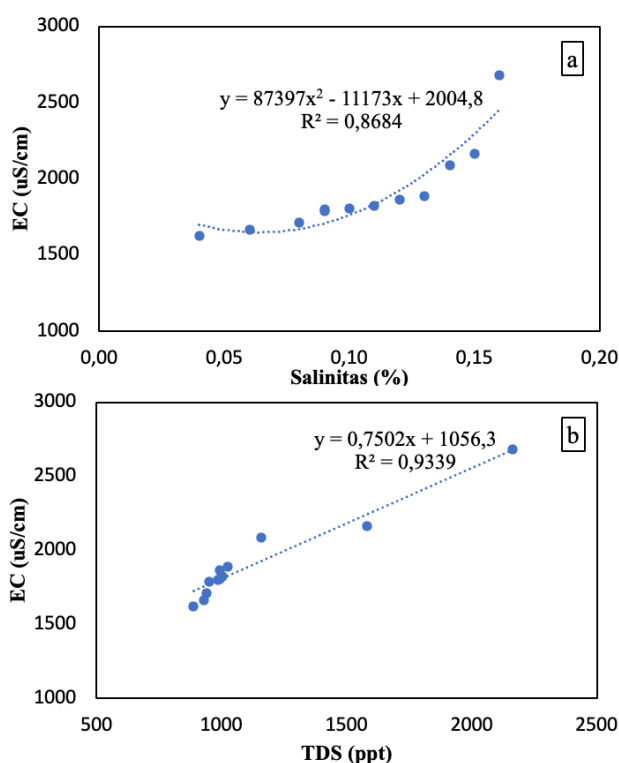 3000
a
y = 87397x² - 11173x + 2004,8
R² = 0,8684
2500
2000
1500
1000
EC (uS/cm)
0,00 0,05 0,10 0,15 0,20
Salinitas (%)
3000
b
y = 0,7502x + 1056,3
R² = 0,9339
2500
2000
1500
1000
EC (uS/cm)
500 1000 1500 2000 2500
TDS (ppt)